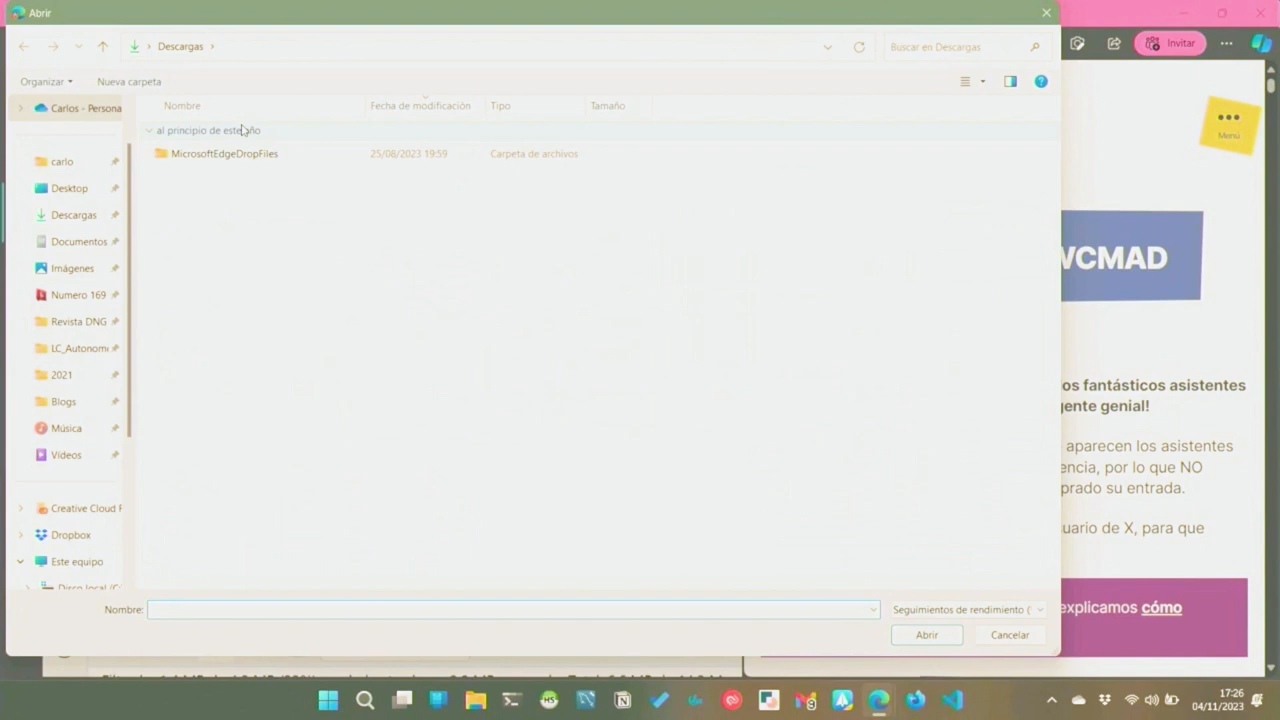 Abrir
Descargas
Buscar en Descargas
Invitar
Organizar
Nueva carpeta
Carlos - Persona
Nombre
Fecha de modificación
Tipo
Tamaño
al principio de este año
MicrosoftEdgeDropFiles
25/08/2023 19:59
Carpeta de archivos
carlo
Desktop
Descargas
Documentos
Imágenes
Numero 169
Revista DNG
LC_Autonom
2021
Blogs
Música
Vídeos
Creative Cloud F
Dropbox
Este equipo
Disco local (C
Menú
WCMAD
os fantásticos asistentes
gente genial!
aparecen los asistentes
encia, por lo que NO
prado su entrada.
uario de X, para que
explicamos cómo
Nombre:
Seguimientos de rendimiento (
Abrir
Cancelar
17:26
04/11/2023